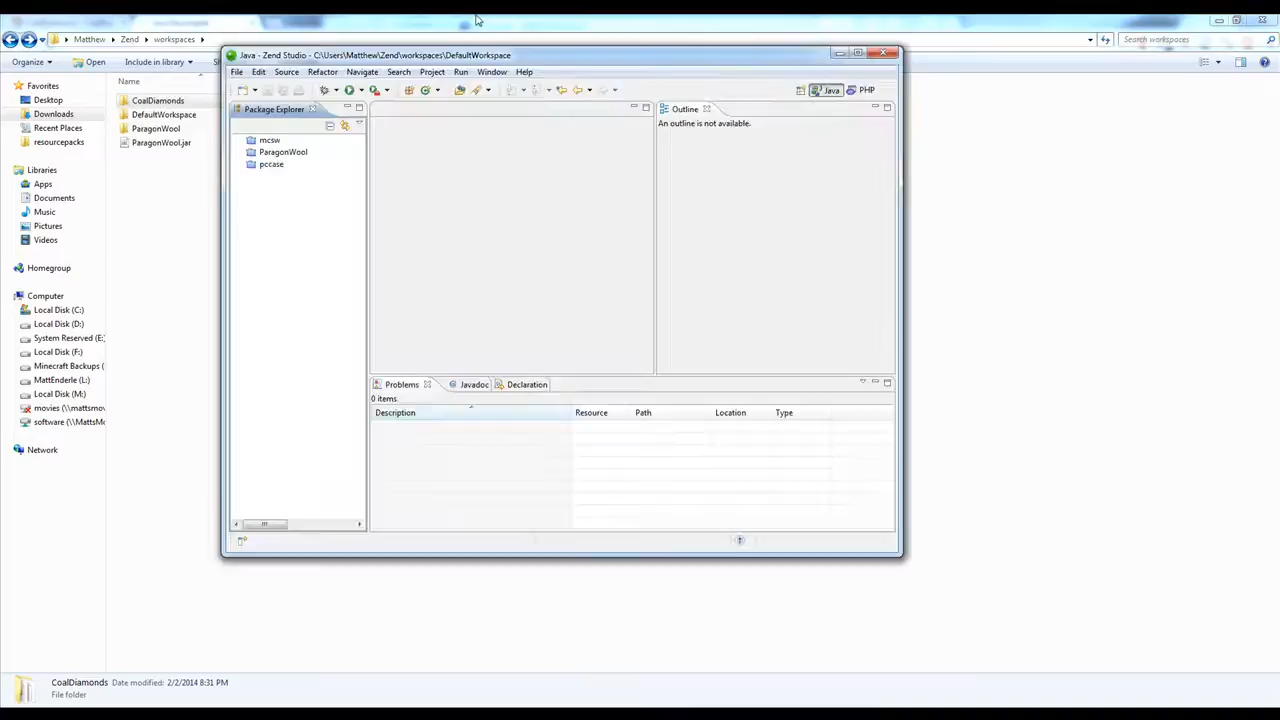 Matthew Zend workspaces
Search workspaces
Organize Open Include in library
Name
Favorites
Desktop
Downloads
Recent Places
resourcepacks
Libraries
Apps
Documents
Music
Pictures
Videos
Homegroup
Computer
Local Disk (C:)
Local Disk (D:)
System Reserved (E:
Local Disk (F:)
Minecraft Backups (
MattEnderle (L:)
Local Disk (M:)
movies (\\mattsmov
software (\\MattsMo
Network
CoalDiamonds
DefaultWorkspace
ParagonWool
ParagonWool.jar
Java - Zend Studio - C:\Users\Matthew\Zend\workspaces\DefaultWorkspace
File Edit Source Refactor Navigate Search Project Run Window Help
Java PHP
Package Explorer
mcsw
ParagonWool
pccase
Outline
An outline is not available.
Problems Javadoc Declaration
0 items
Description Resource Path Location Type
CoalDiamonds Date modified: 2/2/2014 8:31 PM
File folder